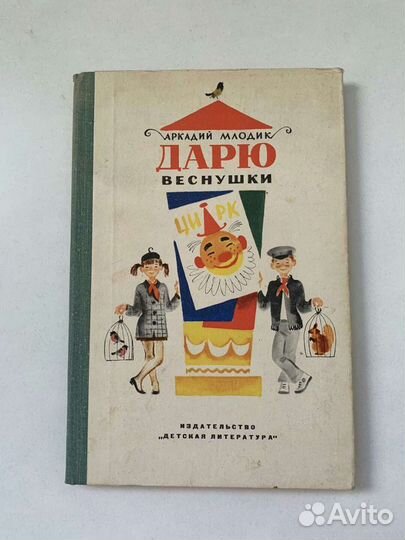 АРКАДИЙ МЛОДИК
ДАРЮ
ВЕСНУШКИ
ЦИРК
ИЗДАТЕЛЬСТВО
„ДЕТСКАЯ ЛИТЕРАТУРА"
Avito